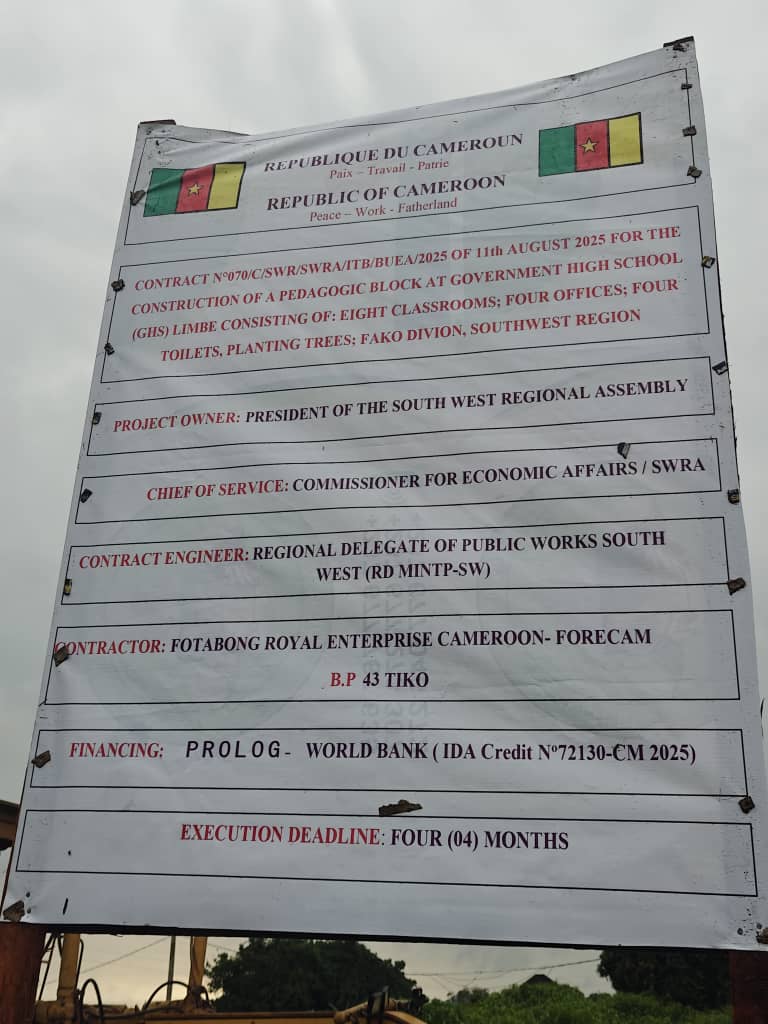 REPUBLIQUE DU CAMEROUN
Paix – Travail - Patrie
REPUBLIC OF CAMEROON
Peace – Work - Fatherland
CONTRACT N°070/C/SWR/SWRA/ITB/BUEA/2025 OF 11th AUGUST 2025 FOR THE
CONSTRUCTION OF A PEDAGOGIC BLOCK AT GOVERNMENT HIGH SCHOOL
(GHS) LIMBE CONSISTING OF: EIGHT CLASSROOMS; FOUR OFFICES; FOUR
TOILETS, PLANTING TREES; FAKO DIVION, SOUTHWEST REGION
PROJECT OWNER: PRESIDENT OF THE SOUTH WEST REGIONAL ASSEMBLY
CHIEF OF SERVICE: COMMISSIONER FOR ECONOMIC AFFAIRS / SWRA
CONTRACT ENGINEER: REGIONAL DELEGATE OF PUBLIC WORKS SOUTH
WEST (RD MINTP-SW)
CONTRACTOR: FOTABONG ROYAL ENTERPRISE CAMEROON- FORECAM
B.P 43 TIKO
FINANCING: PROLOG - WORLD BANK ( IDA Credit Nº72130-CM 2025)
EXECUTION DEADLINE: FOUR (04) MONTHS